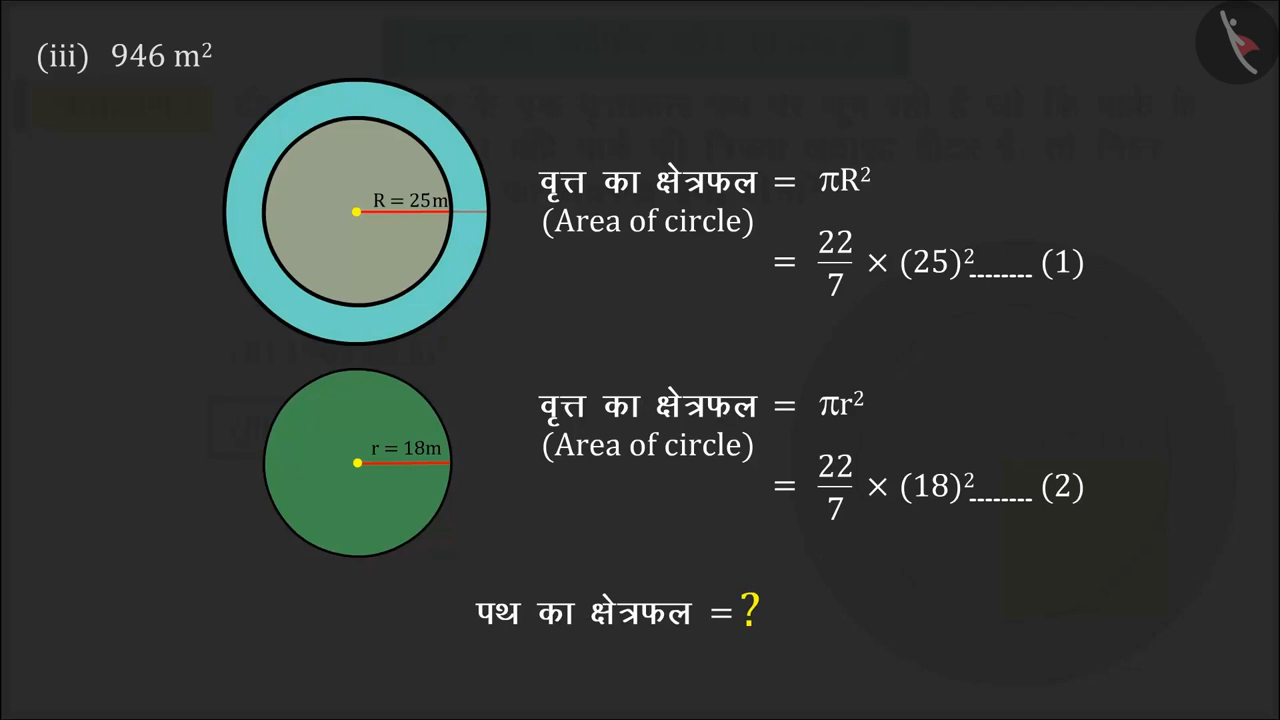 (iii) 946 m²
R = 25m
वृत्त का क्षेत्रफल = πR²
(Area of circle)
= 22/7 × (25)² -------- (1)
r = 18m
वृत्त का क्षेत्रफल = πr²
(Area of circle)
= 22/7 × (18)² -------- (2)
पथ का क्षेत्रफल = ?